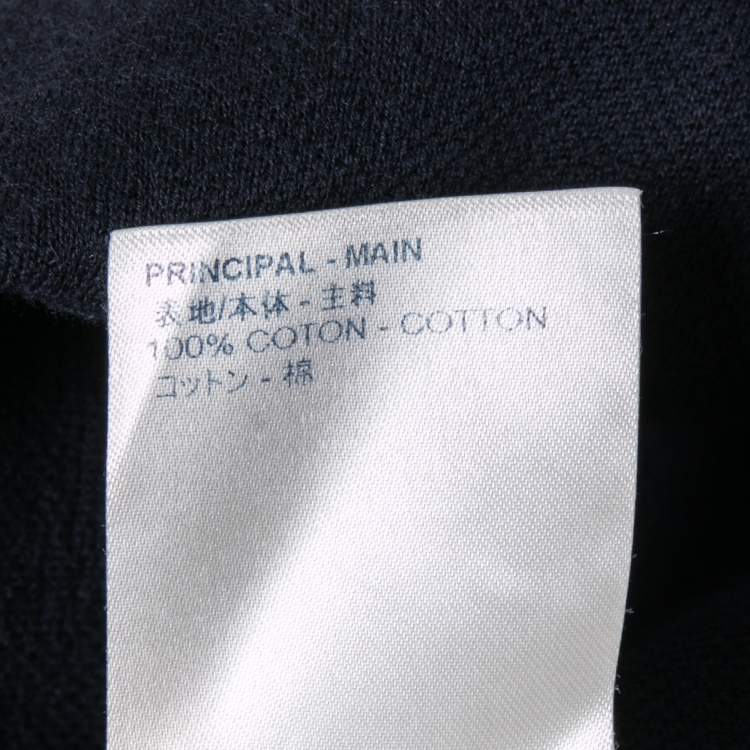 PRINCIPAL - MAIN
表地/本体 - 主料
100% COTON - COTTON
コットン - 棉